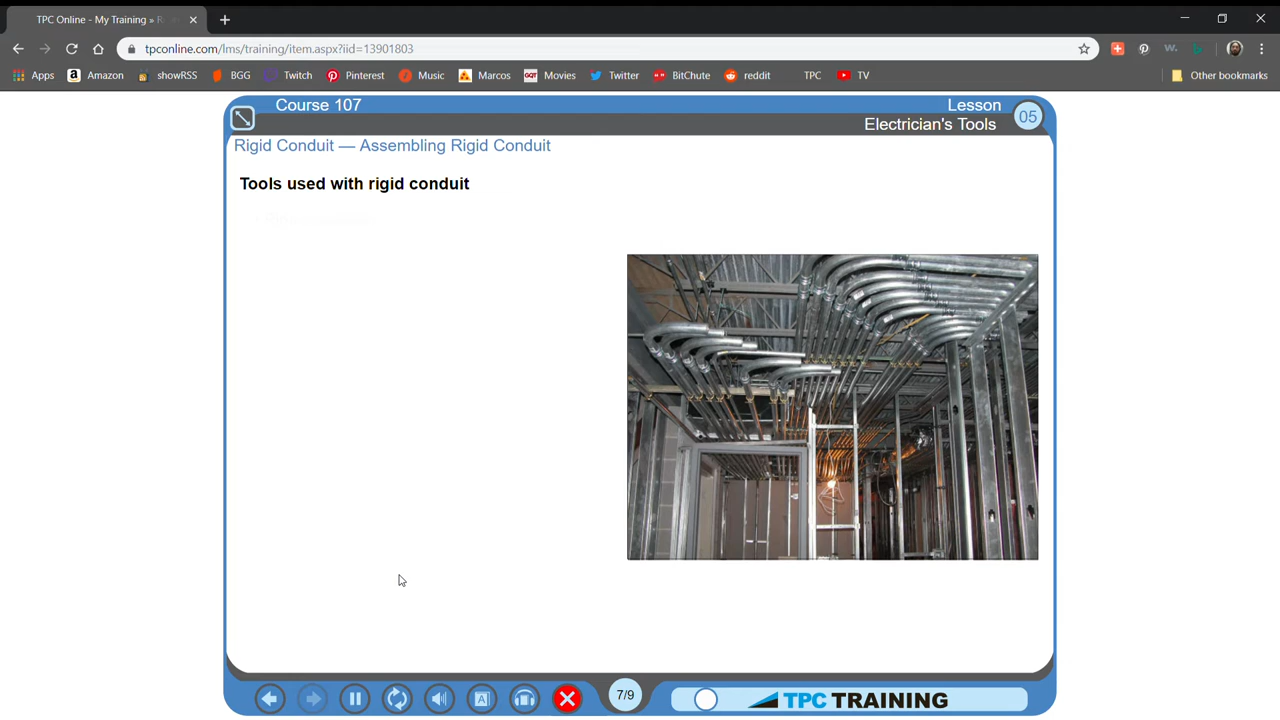 TPC Online - My Training » R
tpconline.com/lms/training/item.aspx?iid=13901803
Apps Amazon showRSS BGG Twitch Pinterest Music Marcos GQT Movies Twitter BitChute reddit TPC TV Other bookmarks
Course 107
Lesson
Electrician's Tools
05
Rigid Conduit — Assembling Rigid Conduit
Tools used with rigid conduit
A
7/9
TPC TRAINING